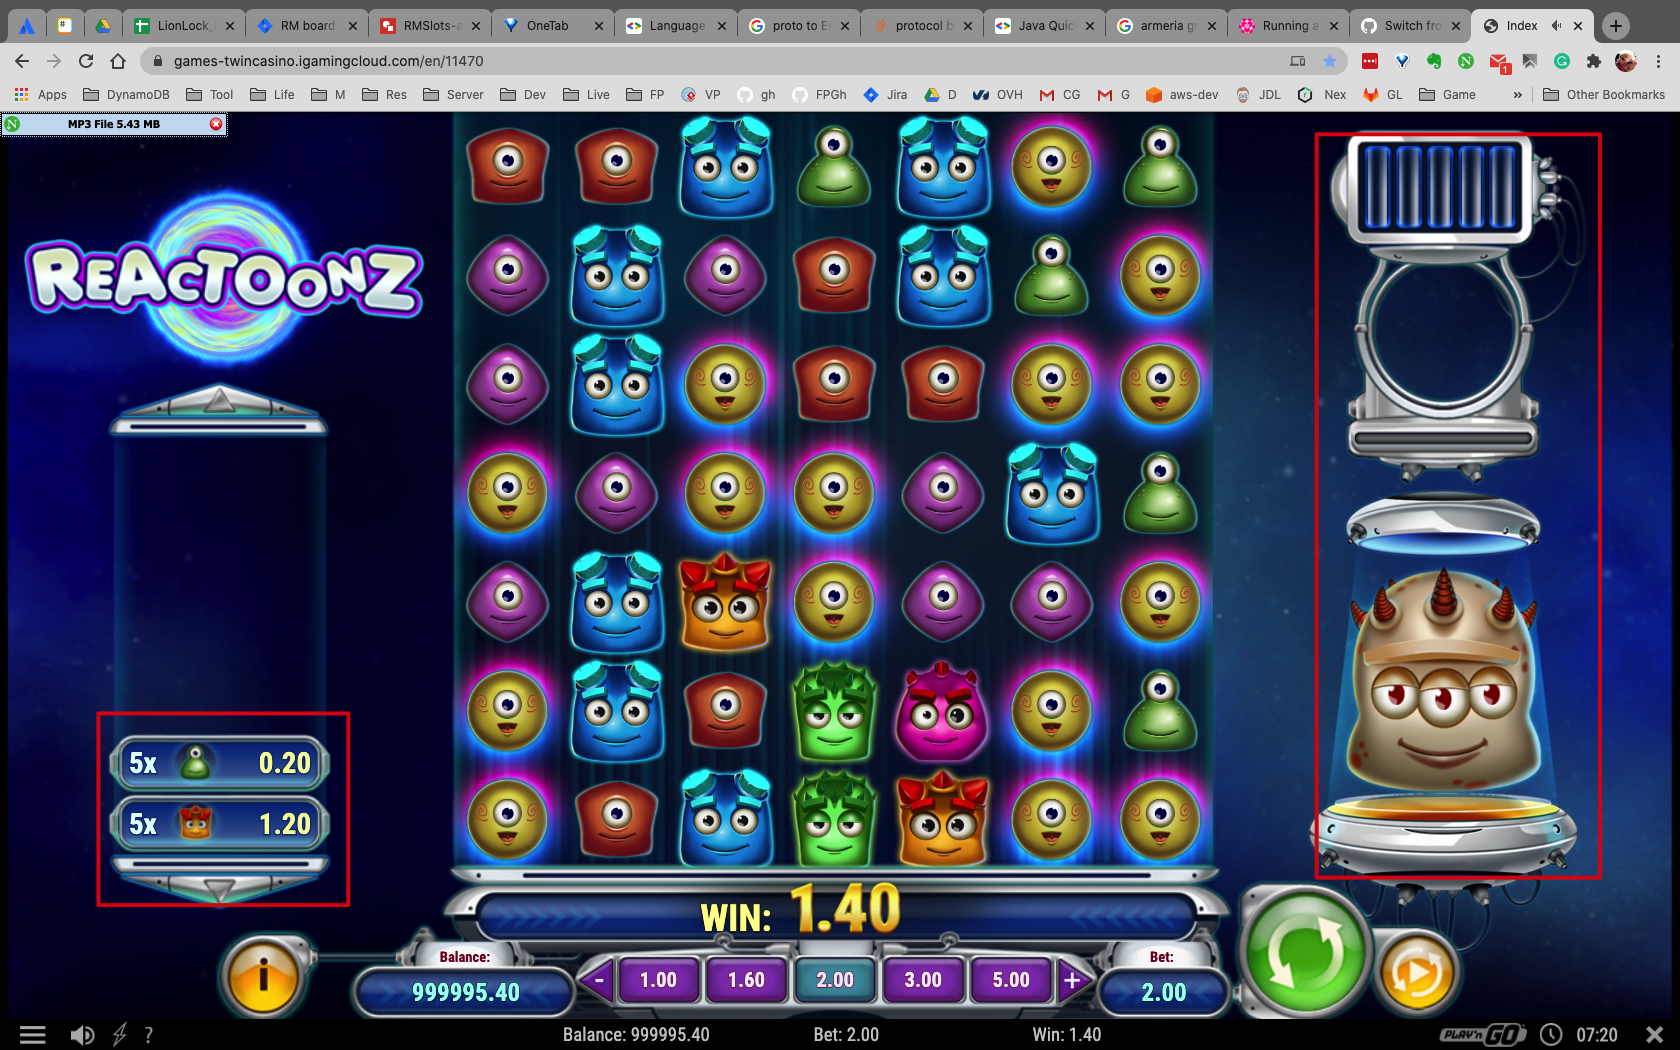 LionLock_
RM board
RMSlots-a
OneTab
Language
proto to El
protocol b
Java Quic
armeria gr
Running a
Switch fro
Index
games-twincasino.igamingcloud.com/en/11470
1
Apps
DynamoDB
Tool
Life
M
Res
Server
Dev
Live
FP
VP
gh
FPGh
Jira
D
OVH
CG
G
aws-dev
JDL
Nex
GL
Game
»
Other Bookmarks
MP3 File 5.43 MB
REACTOONZ
5x 0.20
5x 1.20
WIN: 1.40
Balance:
999995.40
- 1.00 1.60 2.00 3.00 5.00 +
Bet:
2.00
Balance: 999995.40 Bet: 2.00 Win: 1.40
PLAY'n GO 07:20